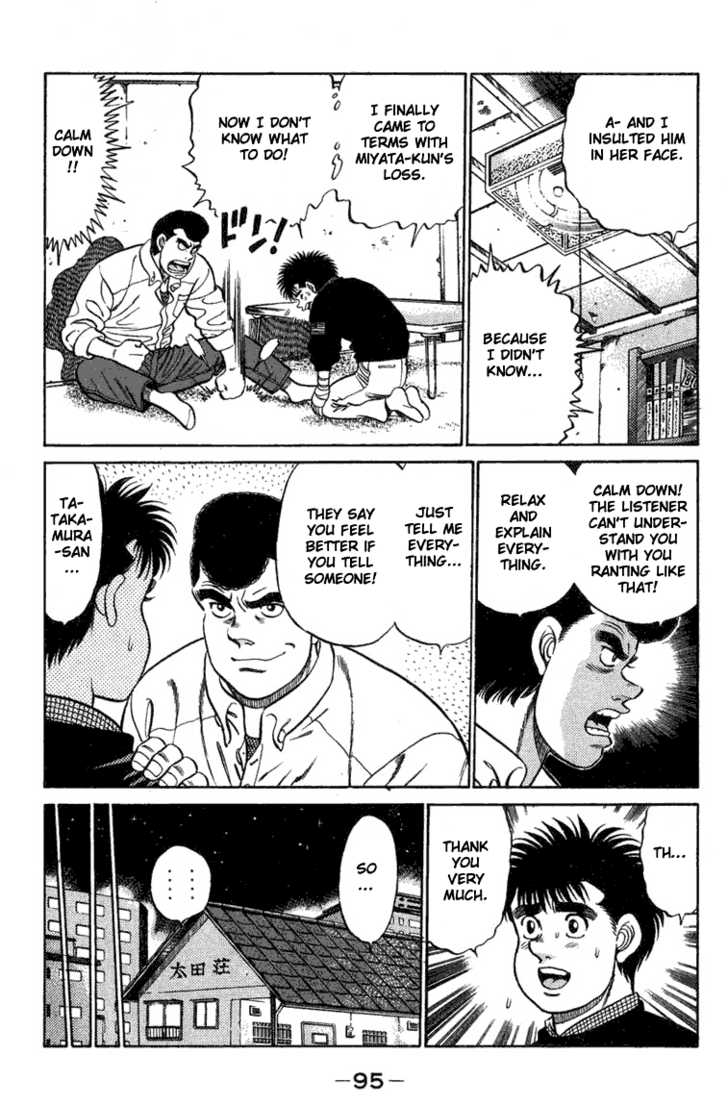 A- AND I
INSULTED HIM
IN HER FACE.
BECAUSE
I DIDN'T
KNOW...
I FINALLY
CAME TO
TERMS WITH
MIYATA-KUN'S
LOSS.
NOW I DON'T
KNOW WHAT
TO DO!
CALM
DOWN
!!
ドン!
CALM DOWN!
THE LISTENER
CAN'T UNDER-
STAND YOU
WITH YOU
RANTING LIKE
THAT!
RELAX
AND
EXPLAIN
EVERY-
THING.
JUST
TELL ME
EVERY-
THING...
THEY SAY
YOU FEEL
BETTER IF
YOU TELL
SOMEONE!
TA-
TAKA-
MURA
-SAN
...
TH...
THANK
YOU
VERY
MUCH.
SO
...
......
太田荘
-95-